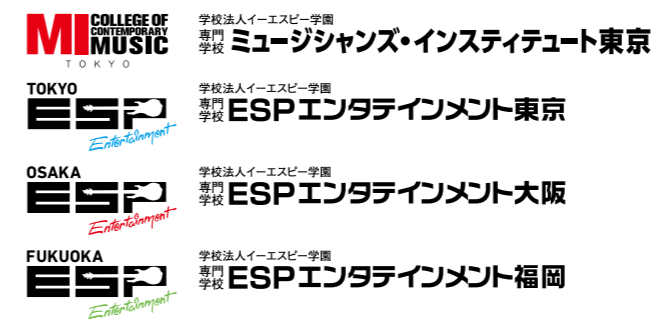 MI COLLEGE OF
CONTEMPORARY
MUSIC
TOKYO
学校法人イーエスピー学園
専門
学校 ミュージシャンズ・インスティテュート東京
TOKYO
ESP
Entertainment
学校法人イーエスピー学園
専門
学校 ESPエンタテインメント東京
OSAKA
ESP
Entertainment
学校法人イーエスピー学園
専門
学校 ESPエンタテインメント大阪
FUKUOKA
ESP
Entertainment
学校法人イーエスピー学園
専門
学校 ESPエンタテインメント福岡